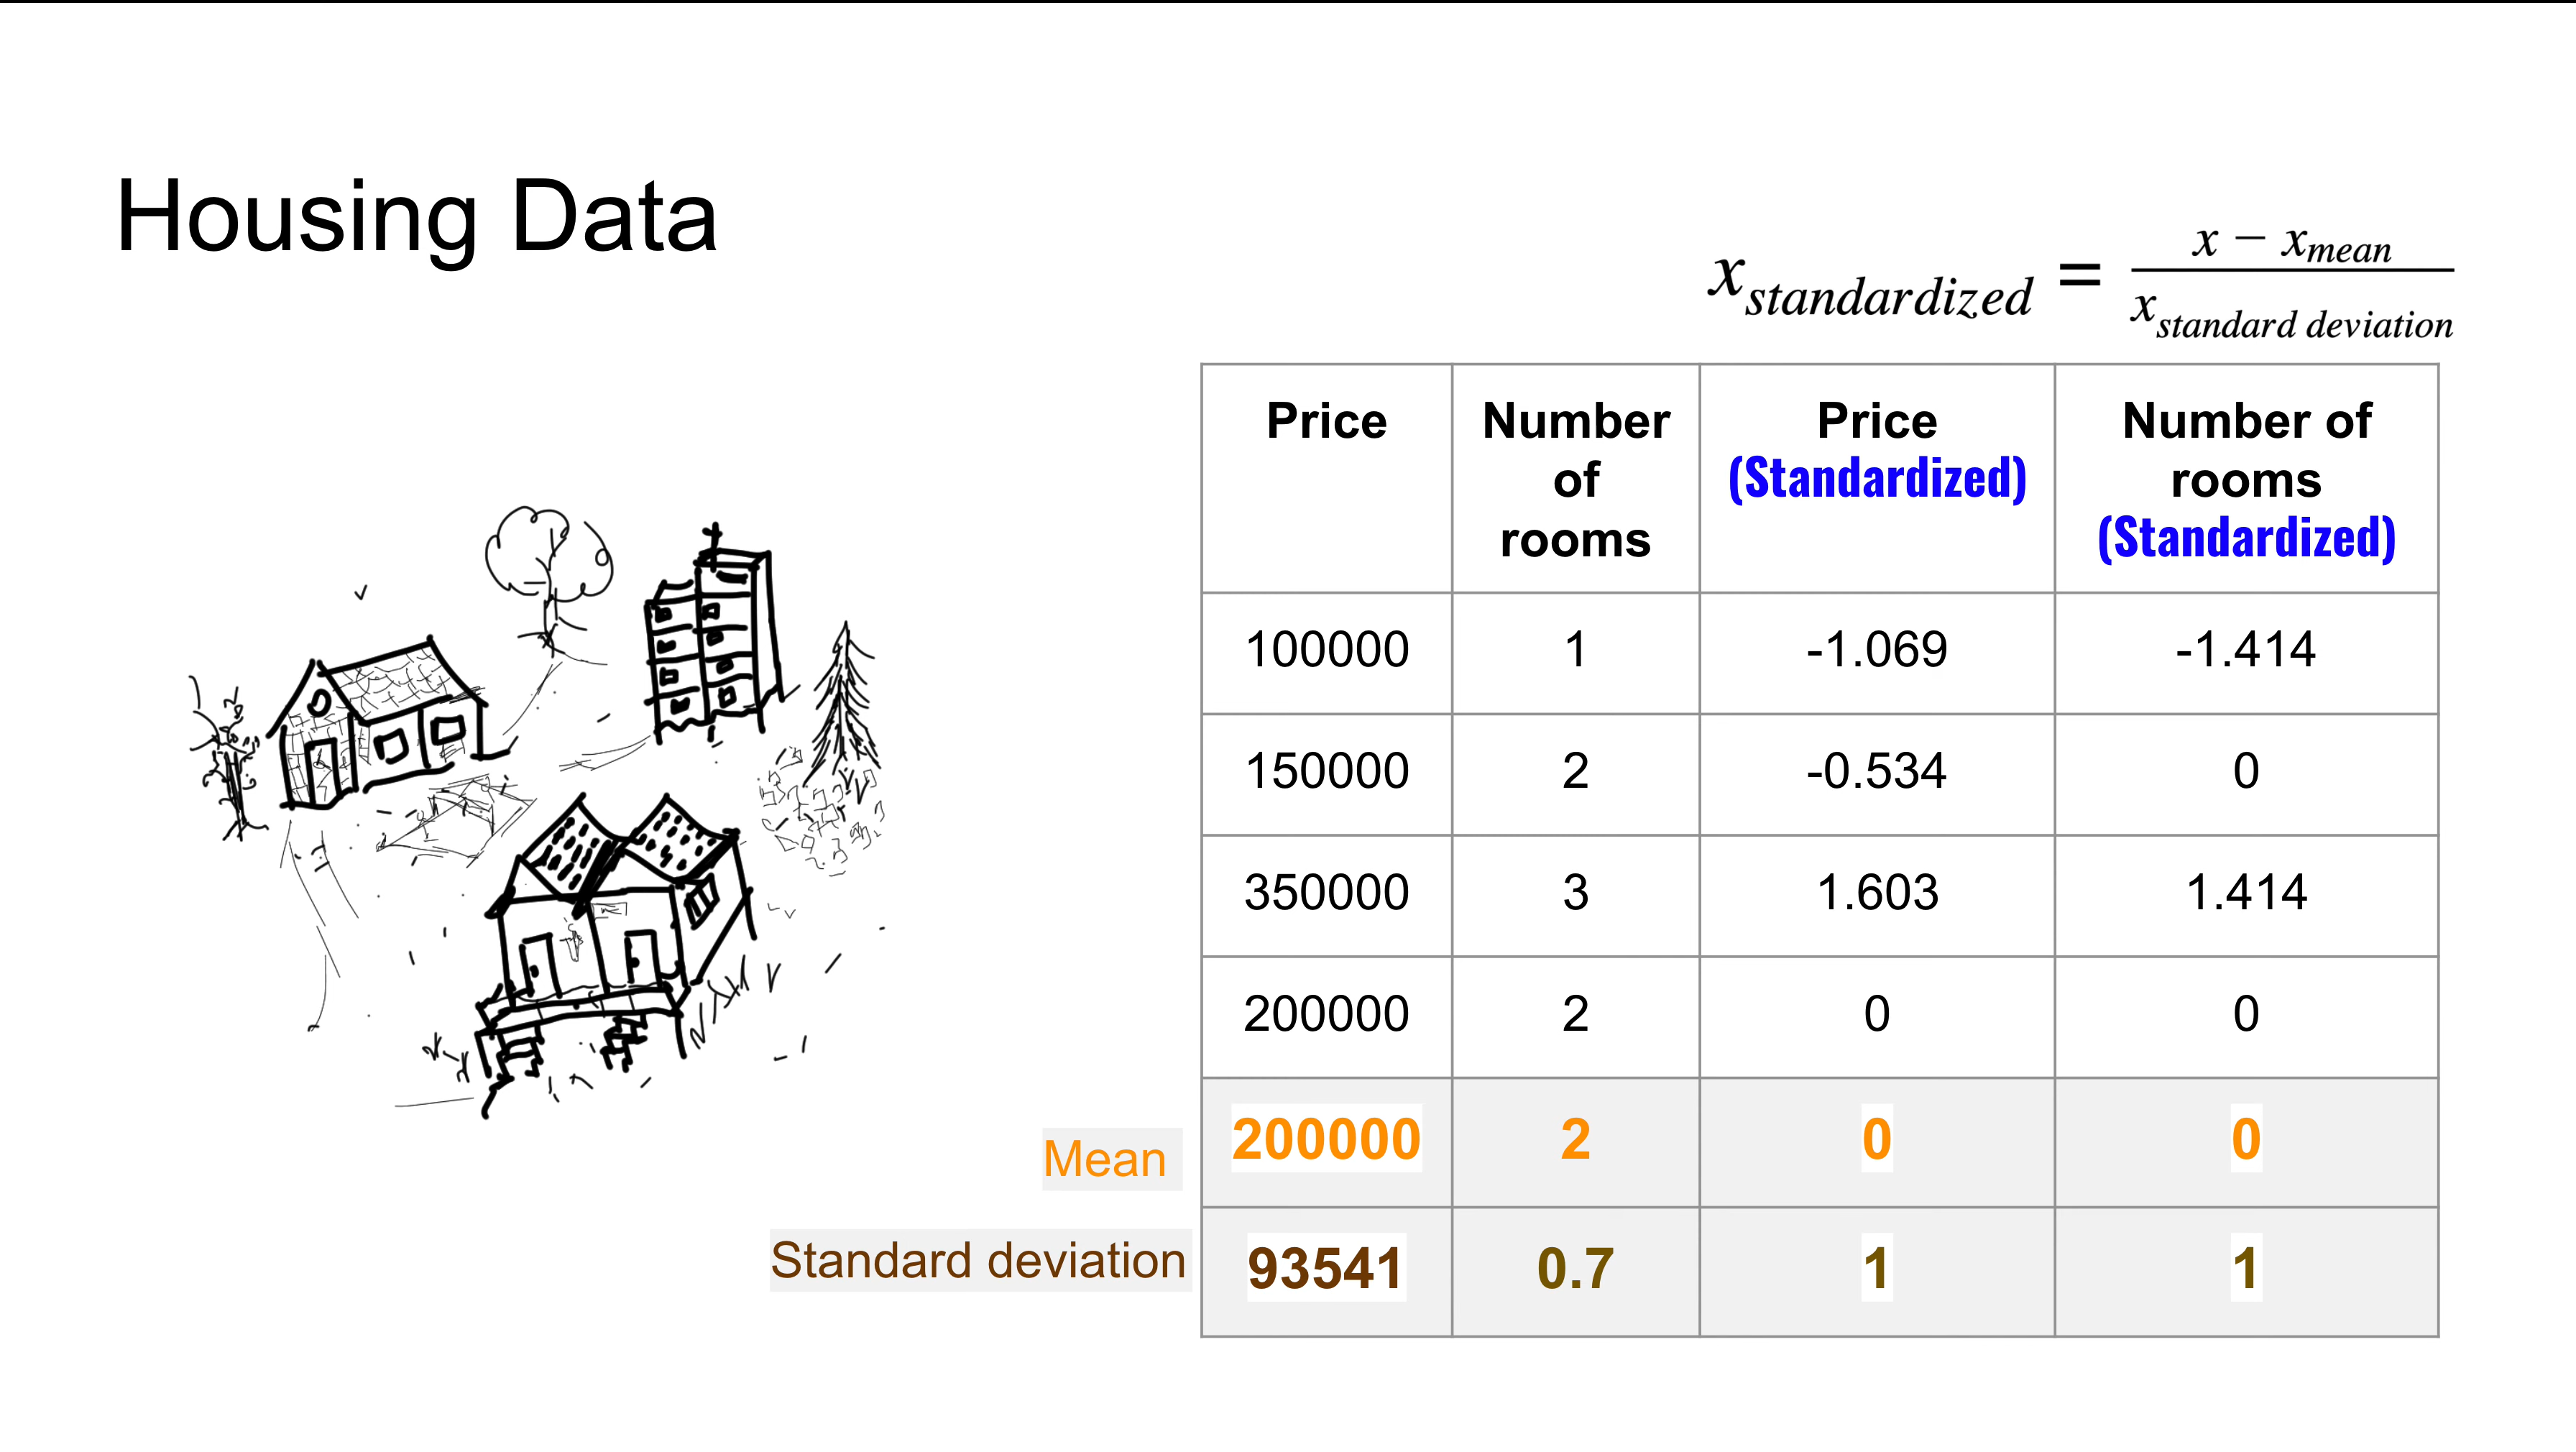 Housing Data
x_standardized = (x − x_mean) / x_standard deviation
Price | Number of rooms | Price (Standardized) | Number of rooms (Standardized)
100000 | 1 | -1.069 | -1.414
150000 | 2 | -0.534 | 0
350000 | 3 | 1.603 | 1.414
200000 | 2 | 0 | 0
Mean | 200000 | 2 | 0 | 0
Standard deviation | 93541 | 0.7 | 1 | 1